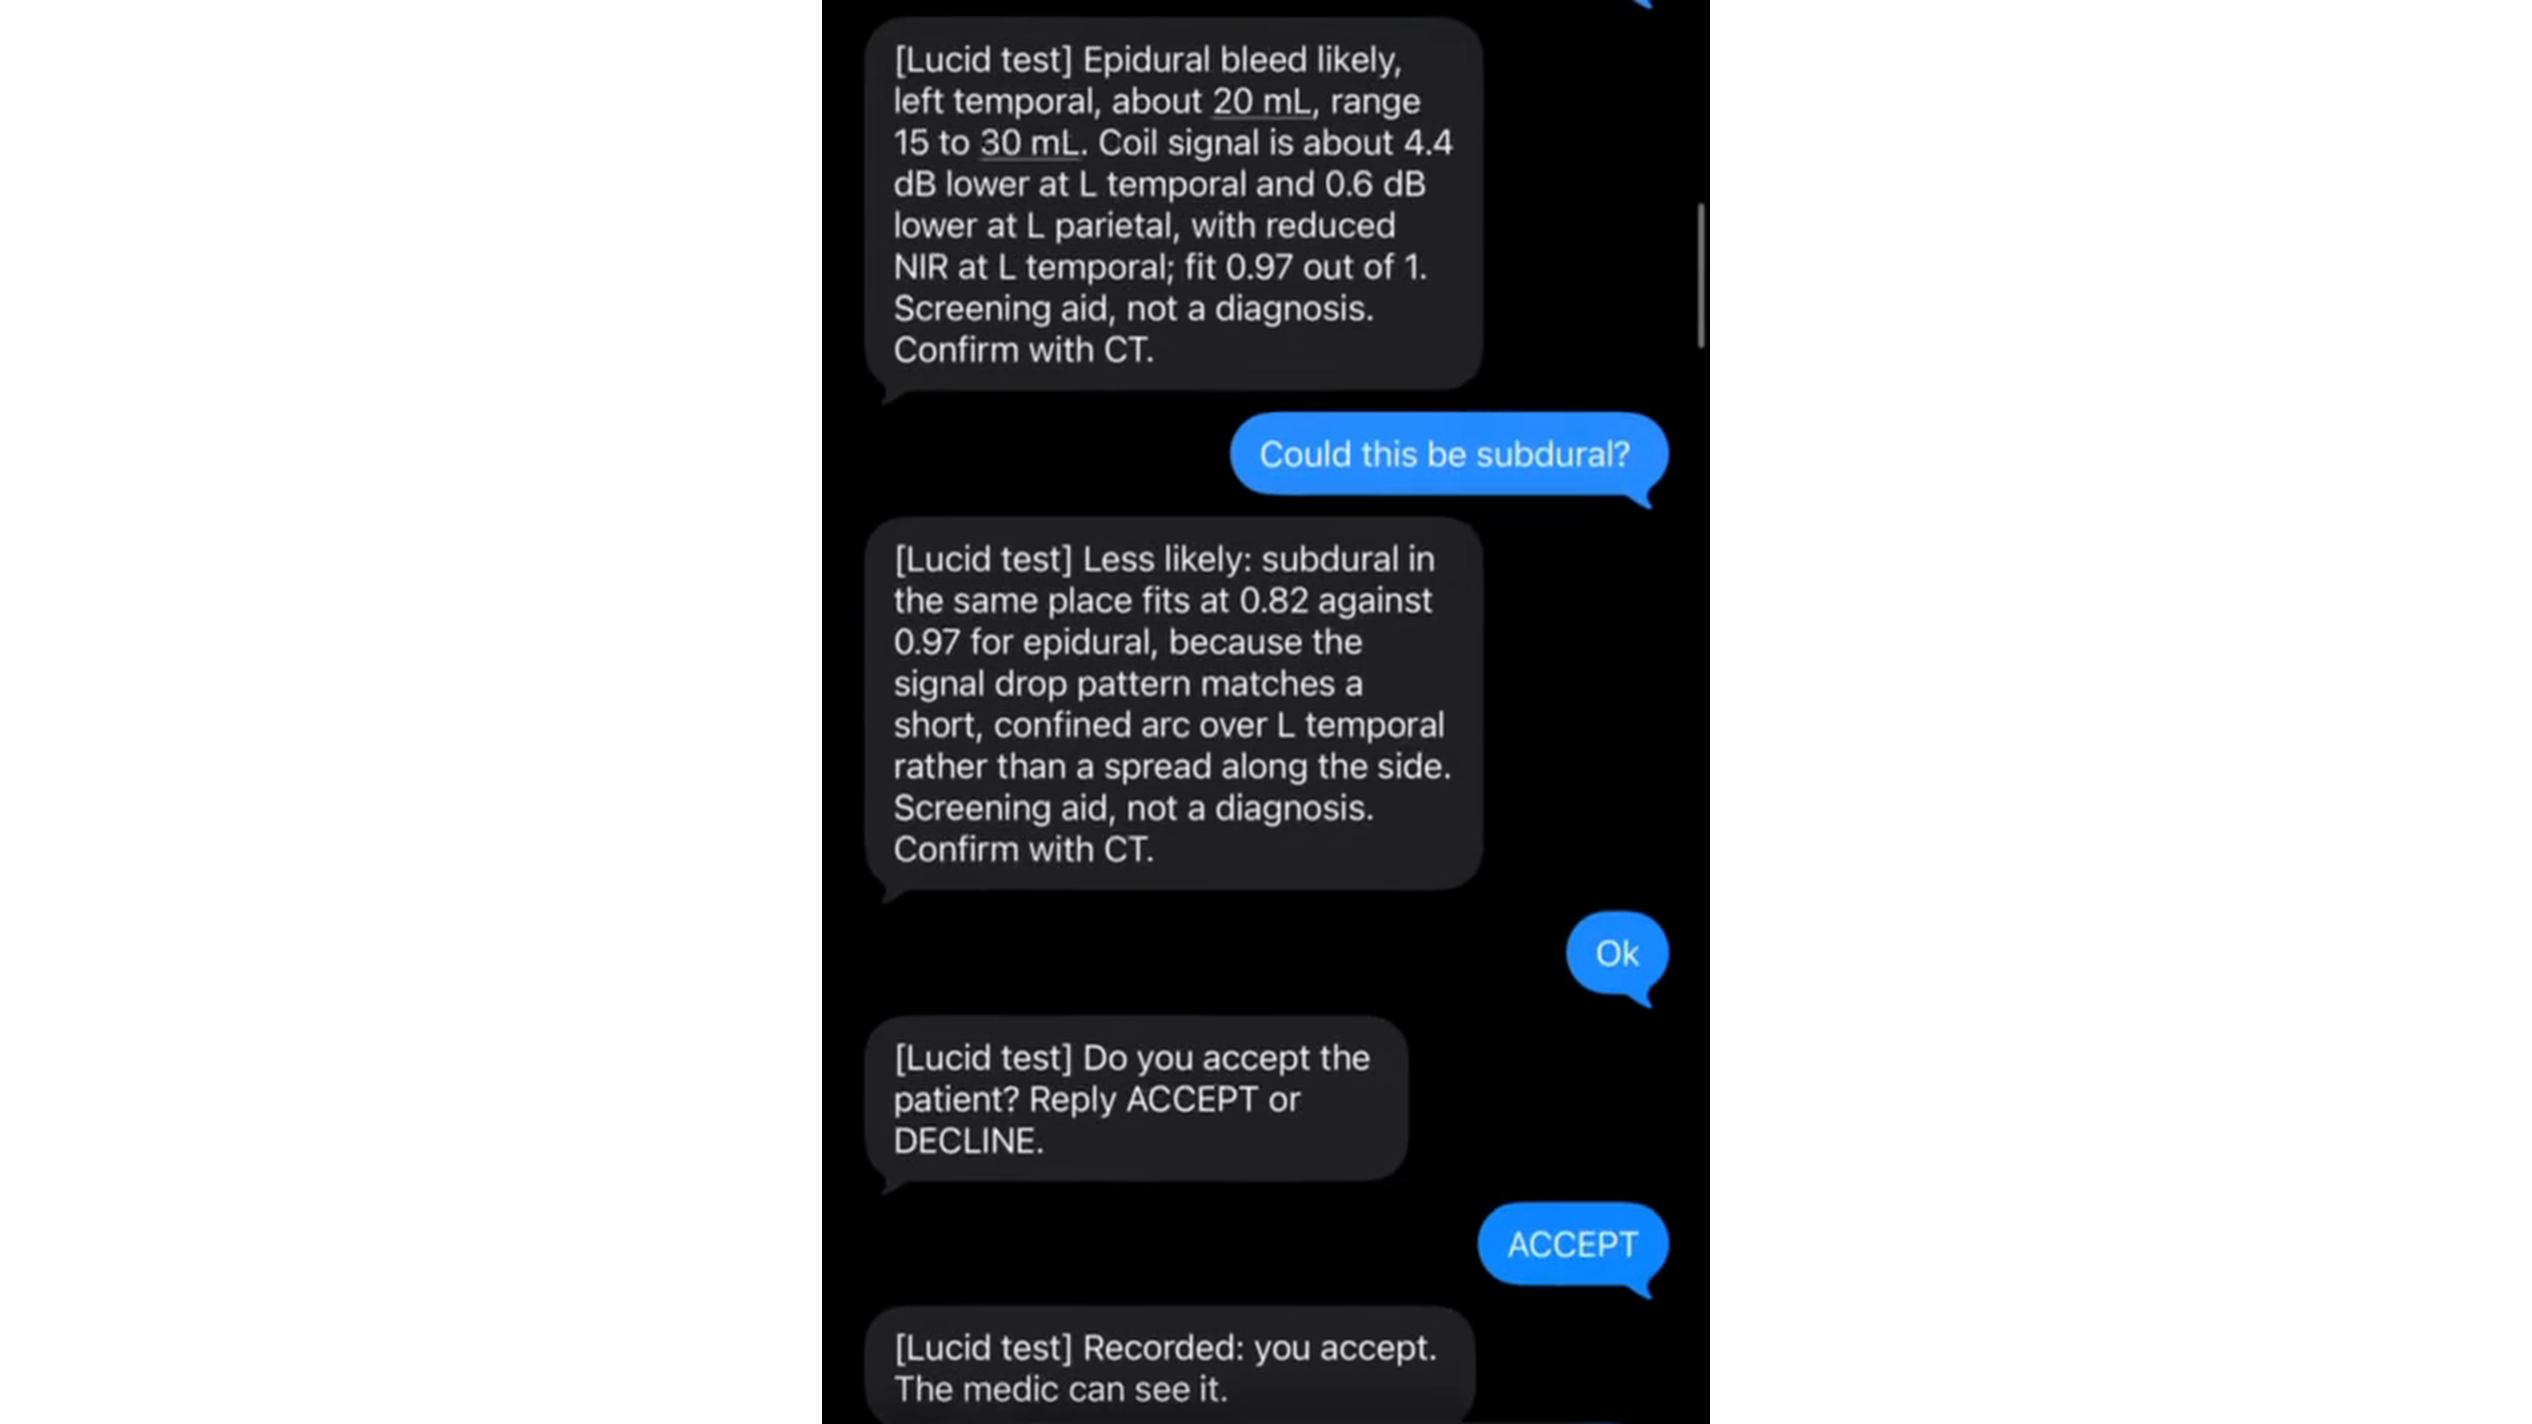 [Lucid test] Epidural bleed likely,
left temporal, about 20 mL, range
15 to 30 mL. Coil signal is about 4.4
dB lower at L temporal and 0.6 dB
lower at L parietal, with reduced
NIR at L temporal; fit 0.97 out of 1.
Screening aid, not a diagnosis.
Confirm with CT.
Could this be subdural?
[Lucid test] Less likely: subdural in
the same place fits at 0.82 against
0.97 for epidural, because the
signal drop pattern matches a
short, confined arc over L temporal
rather than a spread along the side.
Screening aid, not a diagnosis.
Confirm with CT.
Ok
[Lucid test] Do you accept the
patient? Reply ACCEPT or
DECLINE.
ACCEPT
[Lucid test] Recorded: you accept.
The medic can see it.